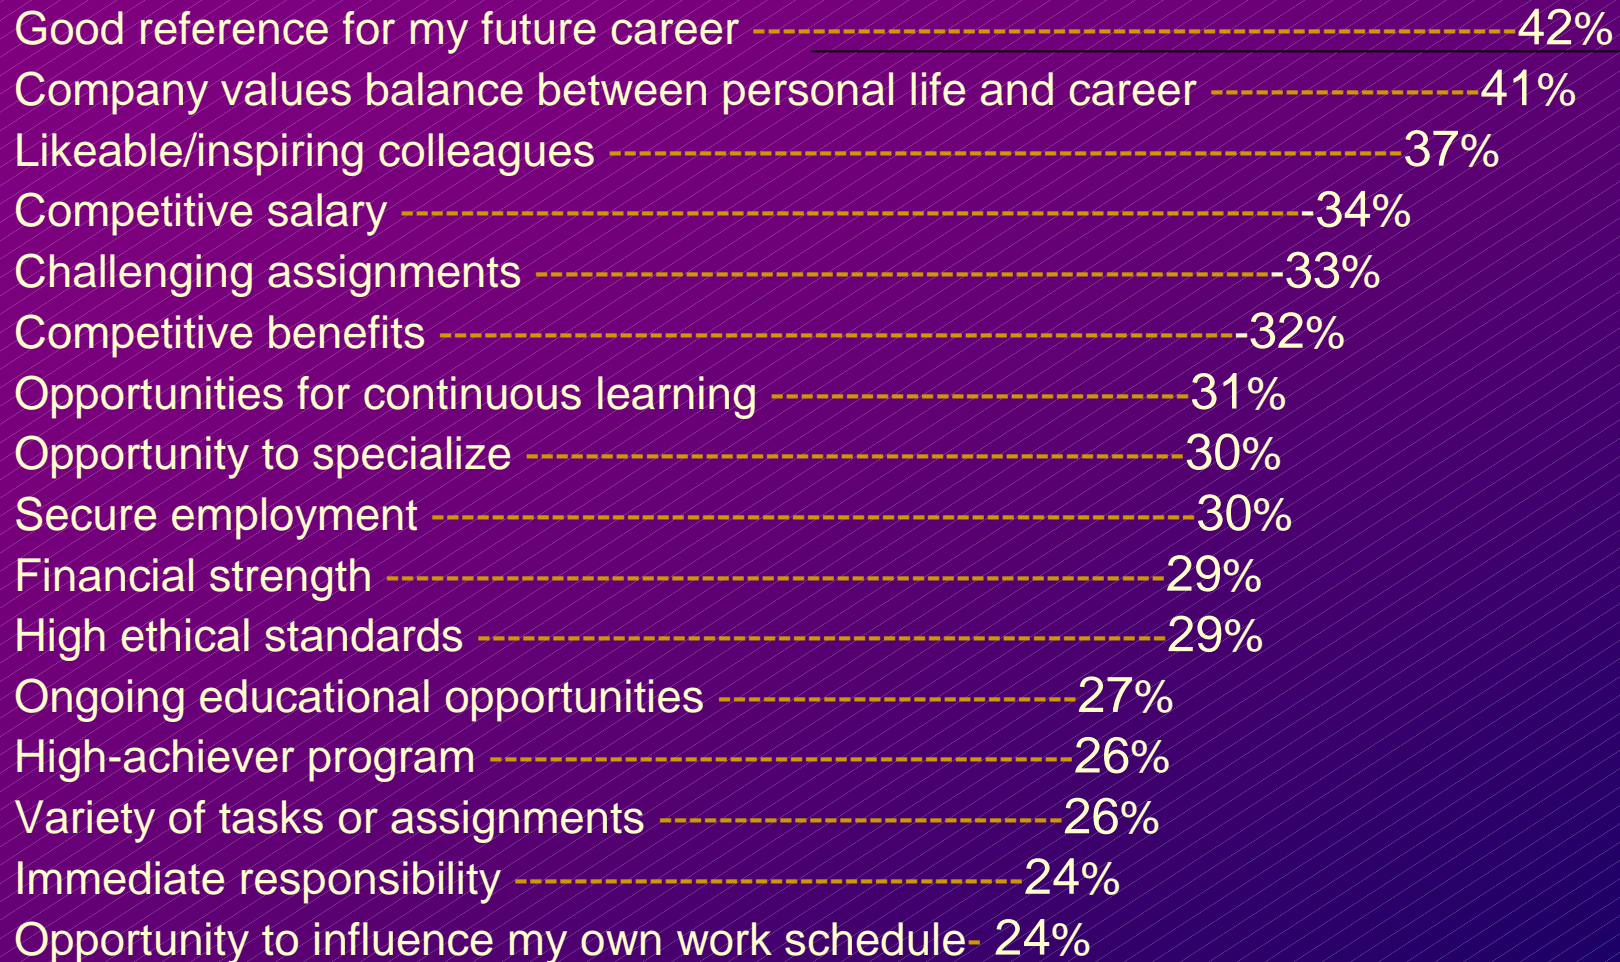 Good reference for my future career ---------------------------------------------------42%
Company values balance between personal life and career ------------------41%
Likeable/inspiring colleagues -----------------------------------------------------37%
Competitive salary -------------------------------------------------------------34%
Challenging assignments --------------------------------------------------33%
Competitive benefits ------------------------------------------------------32%
Opportunities for continuous learning ----------------------------31%
Opportunity to specialize --------------------------------------------30%
Secure employment ---------------------------------------------------30%
Financial strength ----------------------------------------------------29%
High ethical standards ----------------------------------------------29%
Ongoing educational opportunities ------------------------27%
High-achiever program ---------------------------------------26%
Variety of tasks or assignments ---------------------------26%
Immediate responsibility ----------------------------------24%
Opportunity to influence my own work schedule- 24%